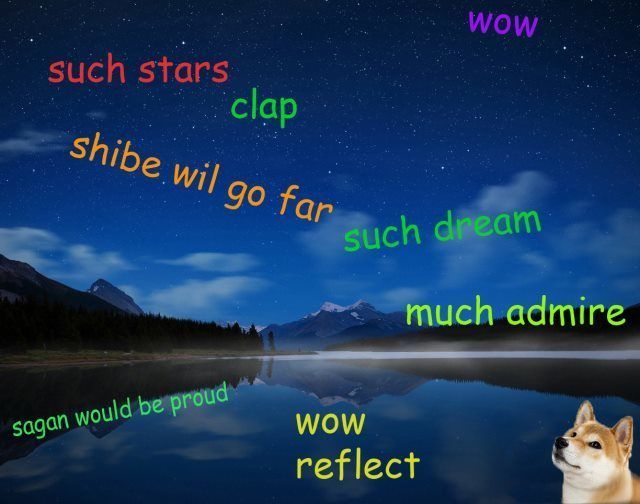 wow
such stars
clap
shibe wil go far
such dream
much admire
sagan would be proud
wow
reflect